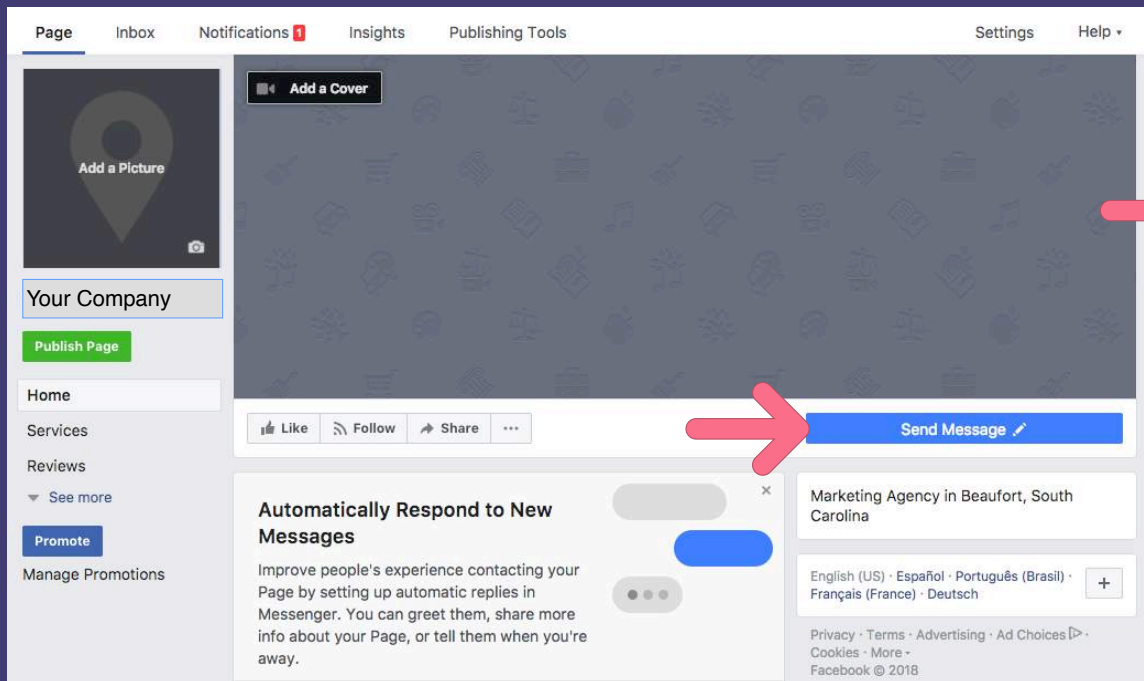 Page Inbox Notifications 1 Insights Publishing Tools Settings Help
Add a Cover
Add a Picture
Your Company
Publish Page
Home
Services
Reviews
See more
Promote
Manage Promotions
Like Follow Share ...
Send Message
Automatically Respond to New
Messages
Improve people's experience contacting your
Page by setting up automatic replies in
Messenger. You can greet them, share more
info about your Page, or tell them when you're
away.
Marketing Agency in Beaufort, South
Carolina
English (US) · Español · Português (Brasil) ·
Français (France) · Deutsch
Privacy · Terms · Advertising · Ad Choices ·
Cookies · More
Facebook © 2018